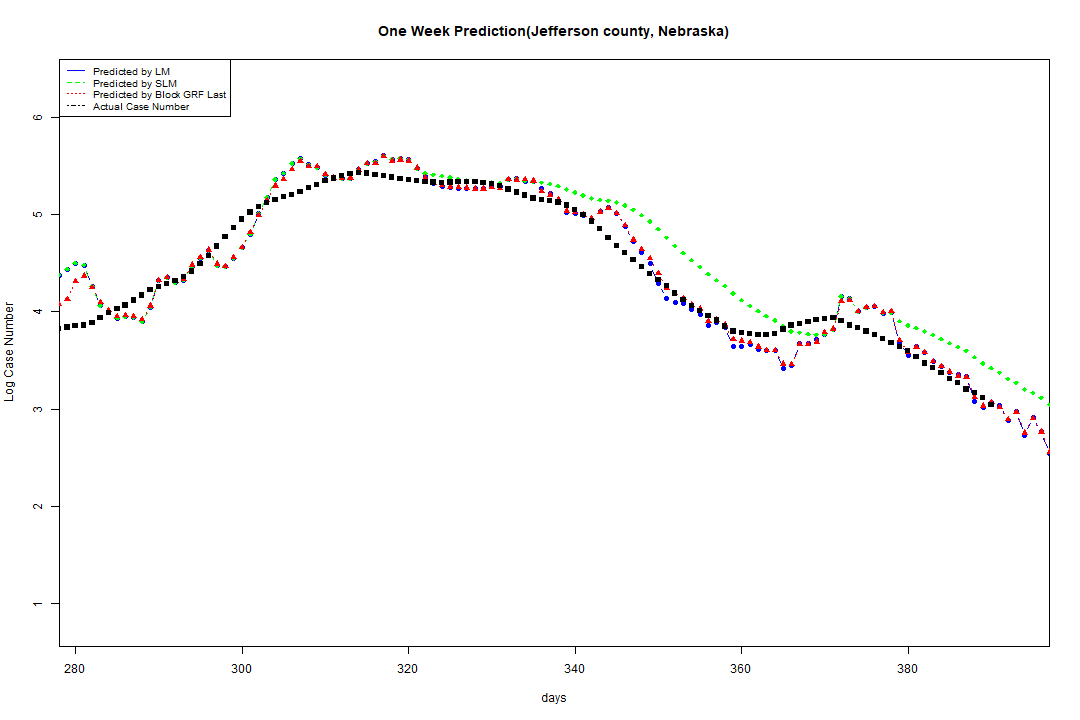 One Week Prediction(Jefferson county, Nebraska)
Predicted by LM
Predicted by SLM
Predicted by Block GRF Last
Actual Case Number
6
5
4
3
2
1
Log Case Number
280 300 320 340 360 380
days